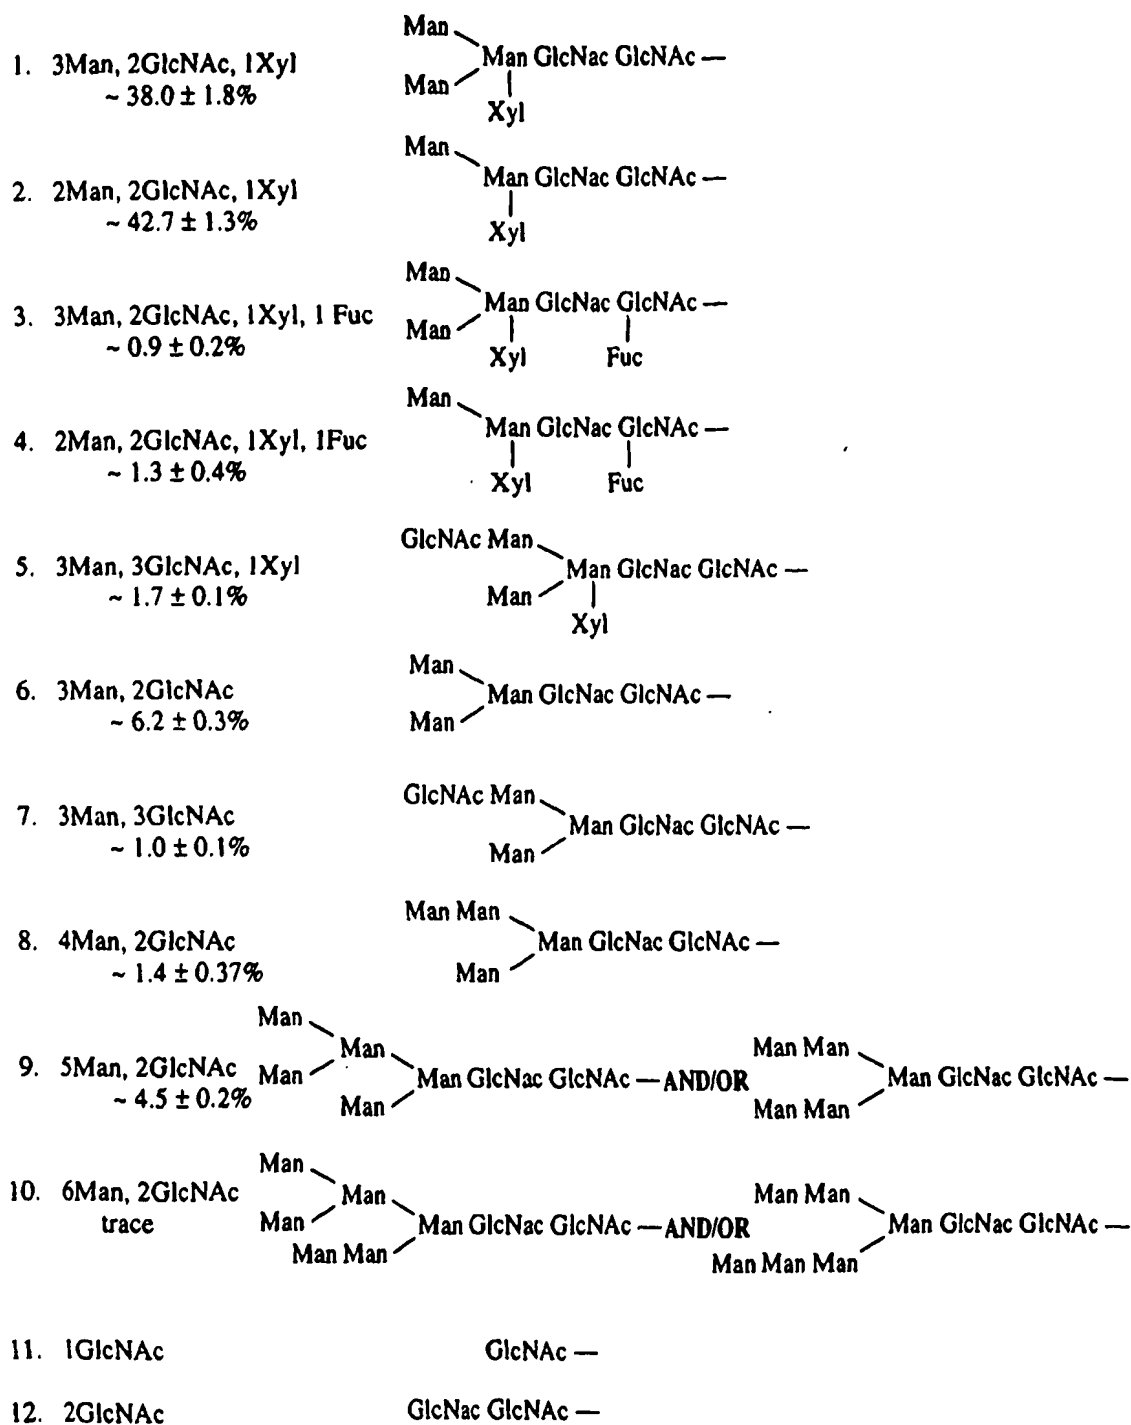 Man
1. 3Man, 2GlcNAc, 1Xyl
Man GlcNac GlcNAc —
~ 38.0 ± 1.8%
Man
Xyl
Man
2. 2Man, 2GlcNAc, 1Xyl
Man GlcNac GlcNAc —
~ 42.7 ± 1.3%
Xyl
Man
3. 3Man, 2GlcNAc, 1Xyl, 1 Fuc
Man GlcNac GlcNAc —
~ 0.9 ± 0.2%
Man
Xyl Fuc
Man
4. 2Man, 2GlcNAc, 1Xyl, 1Fuc
Man GlcNac GlcNAc —
~ 1.3 ± 0.4%
Xyl Fuc
GlcNAc Man
5. 3Man, 3GlcNAc, 1Xyl
Man GlcNac GlcNAc —
~ 1.7 ± 0.1%
Man
Xyl
Man
6. 3Man, 2GlcNAc
Man GlcNac GlcNAc —
~ 6.2 ± 0.3%
Man
GlcNAc Man
7. 3Man, 3GlcNAc
Man GlcNac GlcNAc —
~ 1.0 ± 0.1%
Man
Man Man
8. 4Man, 2GlcNAc
Man GlcNac GlcNAc —
~ 1.4 ± 0.37%
Man
Man
Man
Man Man
9. 5Man, 2GlcNAc
Man
Man GlcNac GlcNAc — AND/OR
Man GlcNac GlcNAc —
~ 4.5 ± 0.2%
Man
Man Man
Man
10. 6Man, 2GlcNAc
Man
Man Man
trace
Man
Man GlcNac GlcNAc — AND/OR
Man GlcNac GlcNAc —
Man Man
Man Man Man
11. 1GlcNAc
GlcNAc —
12. 2GlcNAc
GlcNac GlcNAc —